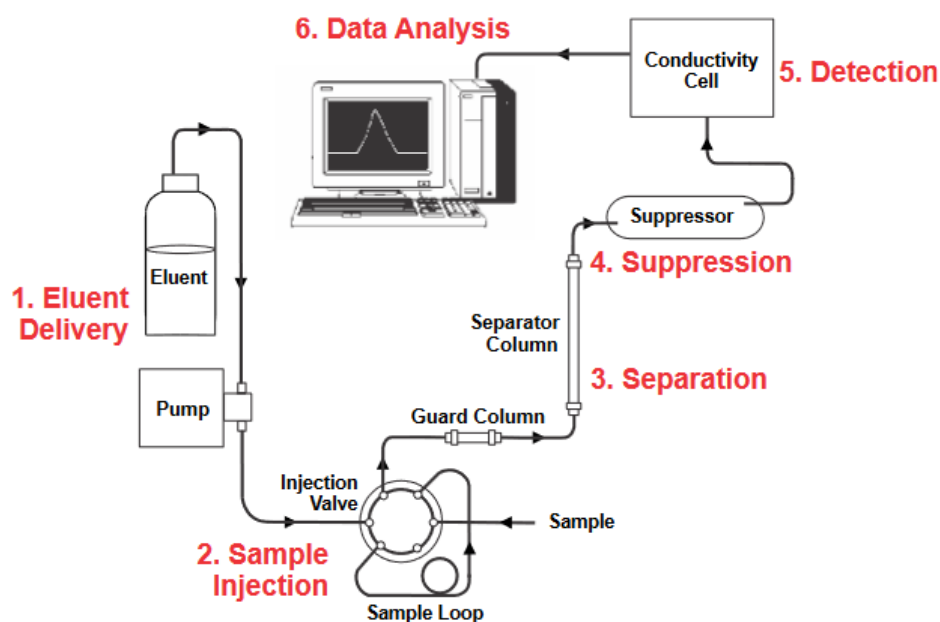 6. Data Analysis
Conductivity
Cell
5. Detection
Suppressor
4. Suppression
Eluent
1. Eluent
Delivery
Separator
Column
3. Separation
Pump
Guard Column
Injection
Valve
Sample
2. Sample
Injection
Sample Loop